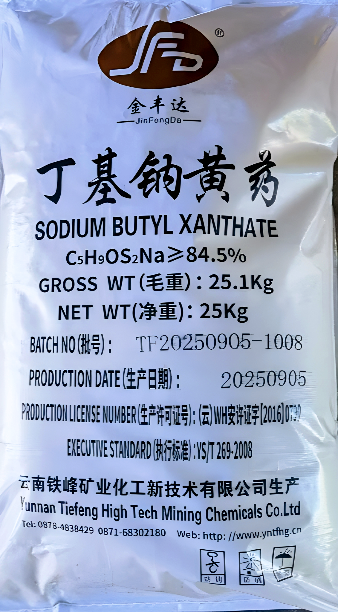 JFD
金丰达
JinFengDa
丁基钠黄药
SODIUM BUTYL XANTHATE
C₅H₉OS₂Na≥84.5%
GROSS WT(毛重)：25.1Kg
NET WT(净重)：25Kg
BATCH NO(批号)：TF20250905-1008
PRODUCTION DATE(生产日期)：20250905
PRODUCTION LICENSE NUMBER(生产许可证号)：(云)WH安许证字[2016]0730
EXECUTIVE STANDARD(执行标准)：YS/T 269-2008
云南铁峰矿业化工新技术有限公司生产
Yunnan Tiefeng High Tech Mining Chemicals Co.Ltd
Tel: 0878-4838429 0871-68302180 Web: http://www.yntfhg.cn